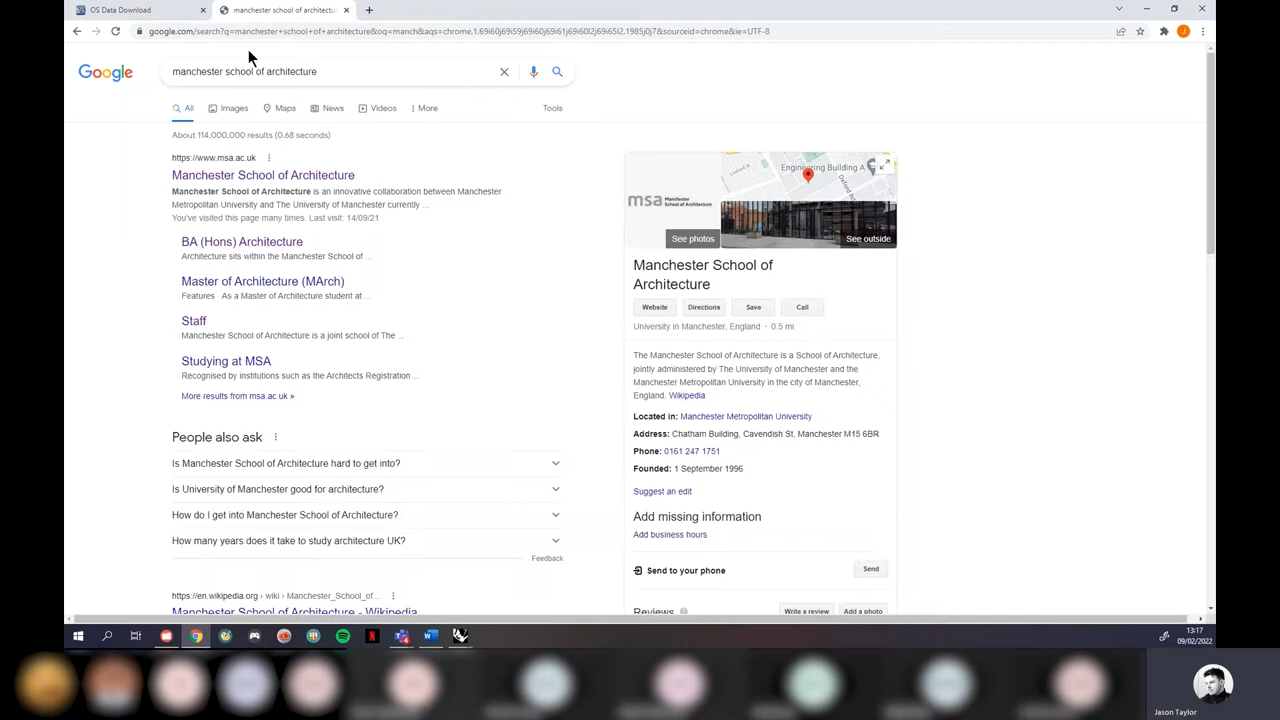 OS Data Download
manchester school of architectu
google.com/search?q=manchester+school+of+architecture&oq=manch&aqs=chrome.1.69i60j69i59j69i60j69i61j69i60l2j69i65l2.1985j0j7&sourceid=chrome&ie=UTF-8
J
Google
manchester school of architecture
All
Images
Maps
News
Videos
More
Tools
About 114,000,000 results (0.68 seconds)
https://www.msa.ac.uk
Manchester School of Architecture
Manchester School of Architecture is an innovative collaboration between Manchester
Metropolitan University and The University of Manchester currently ...
You've visited this page many times. Last visit: 14/09/21
BA (Hons) Architecture
Architecture sits within the Manchester School of ...
Master of Architecture (MArch)
Features As a Master of Architecture student at ...
Staff
Manchester School of Architecture is a joint school of The ...
Studying at MSA
Recognised by institutions such as the Architects Registration ...
More results from msa.ac.uk »
People also ask
Is Manchester School of Architecture hard to get into?
Is University of Manchester good for architecture?
How do I get into Manchester School of Architecture?
How many years does it take to study architecture UK?
Feedback
https://en.wikipedia.org › wiki › Manchester_School_of...
Manchester School of Architecture - Wikipedia
Engineering Building A
Oxford Ro
msa Manchester
School of Architecture
See photos
See outside
Manchester School of
Architecture
Website
Directions
Save
Call
University in Manchester, England · 0.5 mi
The Manchester School of Architecture is a School of Architecture,
jointly administered by The University of Manchester and the
Manchester Metropolitan University in the city of Manchester,
England. Wikipedia
Located in: Manchester Metropolitan University
Address: Chatham Building, Cavendish St, Manchester M15 6BR
Phone: 0161 247 1751
Founded: 1 September 1996
Suggest an edit
Add missing information
Add business hours
Send to your phone
Send
Reviews
Write a review
Add a photo
13:17
09/02/2022
Jason Taylor